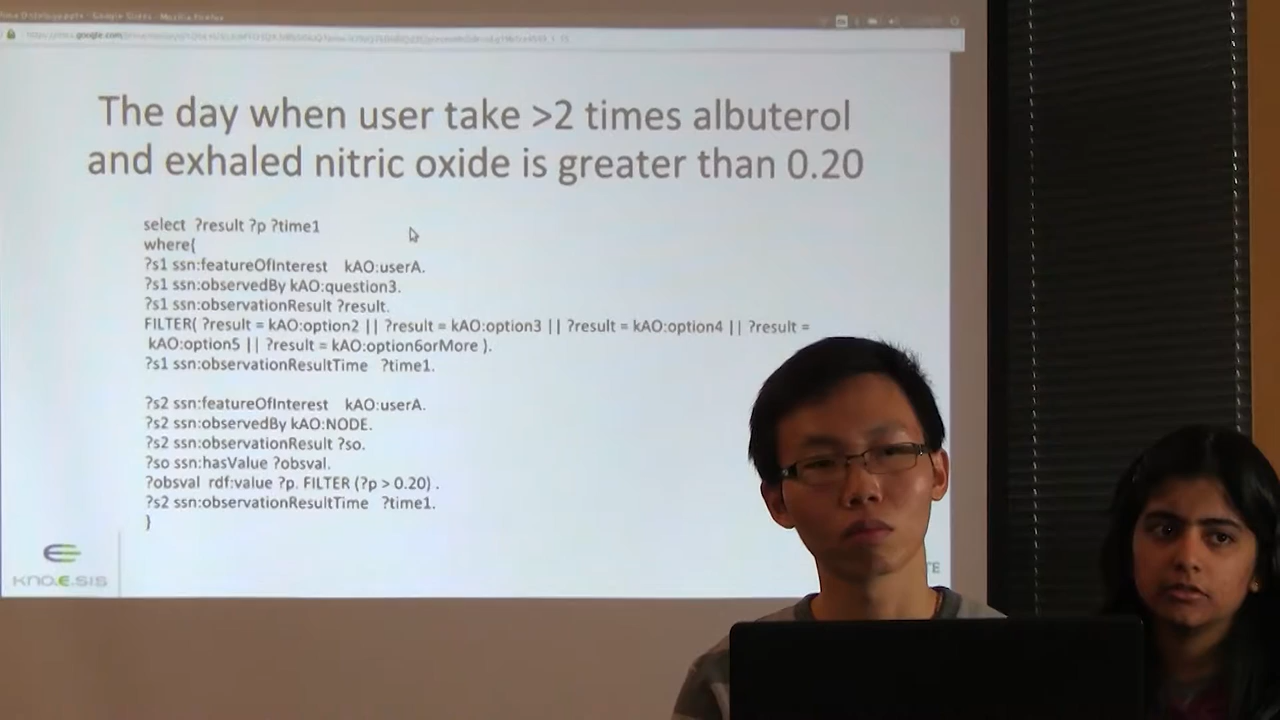 The day when user take >2 times albuterol
and exhaled nitric oxide is greater than 0.20
select ?result ?p ?time1
where{
?s1 ssn:featureOfInterest kAO:userA.
?s1 ssn:observedBy kAO:question3.
?s1 ssn:observationResult ?result.
FILTER( ?result = kAO:option2 || ?result = kAO:option3 || ?result = kAO:option4 || ?result =
kAO:option5 || ?result = kAO:option6orMore ).
?s1 ssn:observationResultTime ?time1.
?s2 ssn:featureOfInterest kAO:userA.
?s2 ssn:observedBy kAO:NODE.
?s2 ssn:observationResult ?so.
?so ssn:hasValue ?obsval.
?obsval rdf:value ?p. FILTER (?p > 0.20) .
?s2 ssn:observationResultTime ?time1.
}
KNO.E.SIS